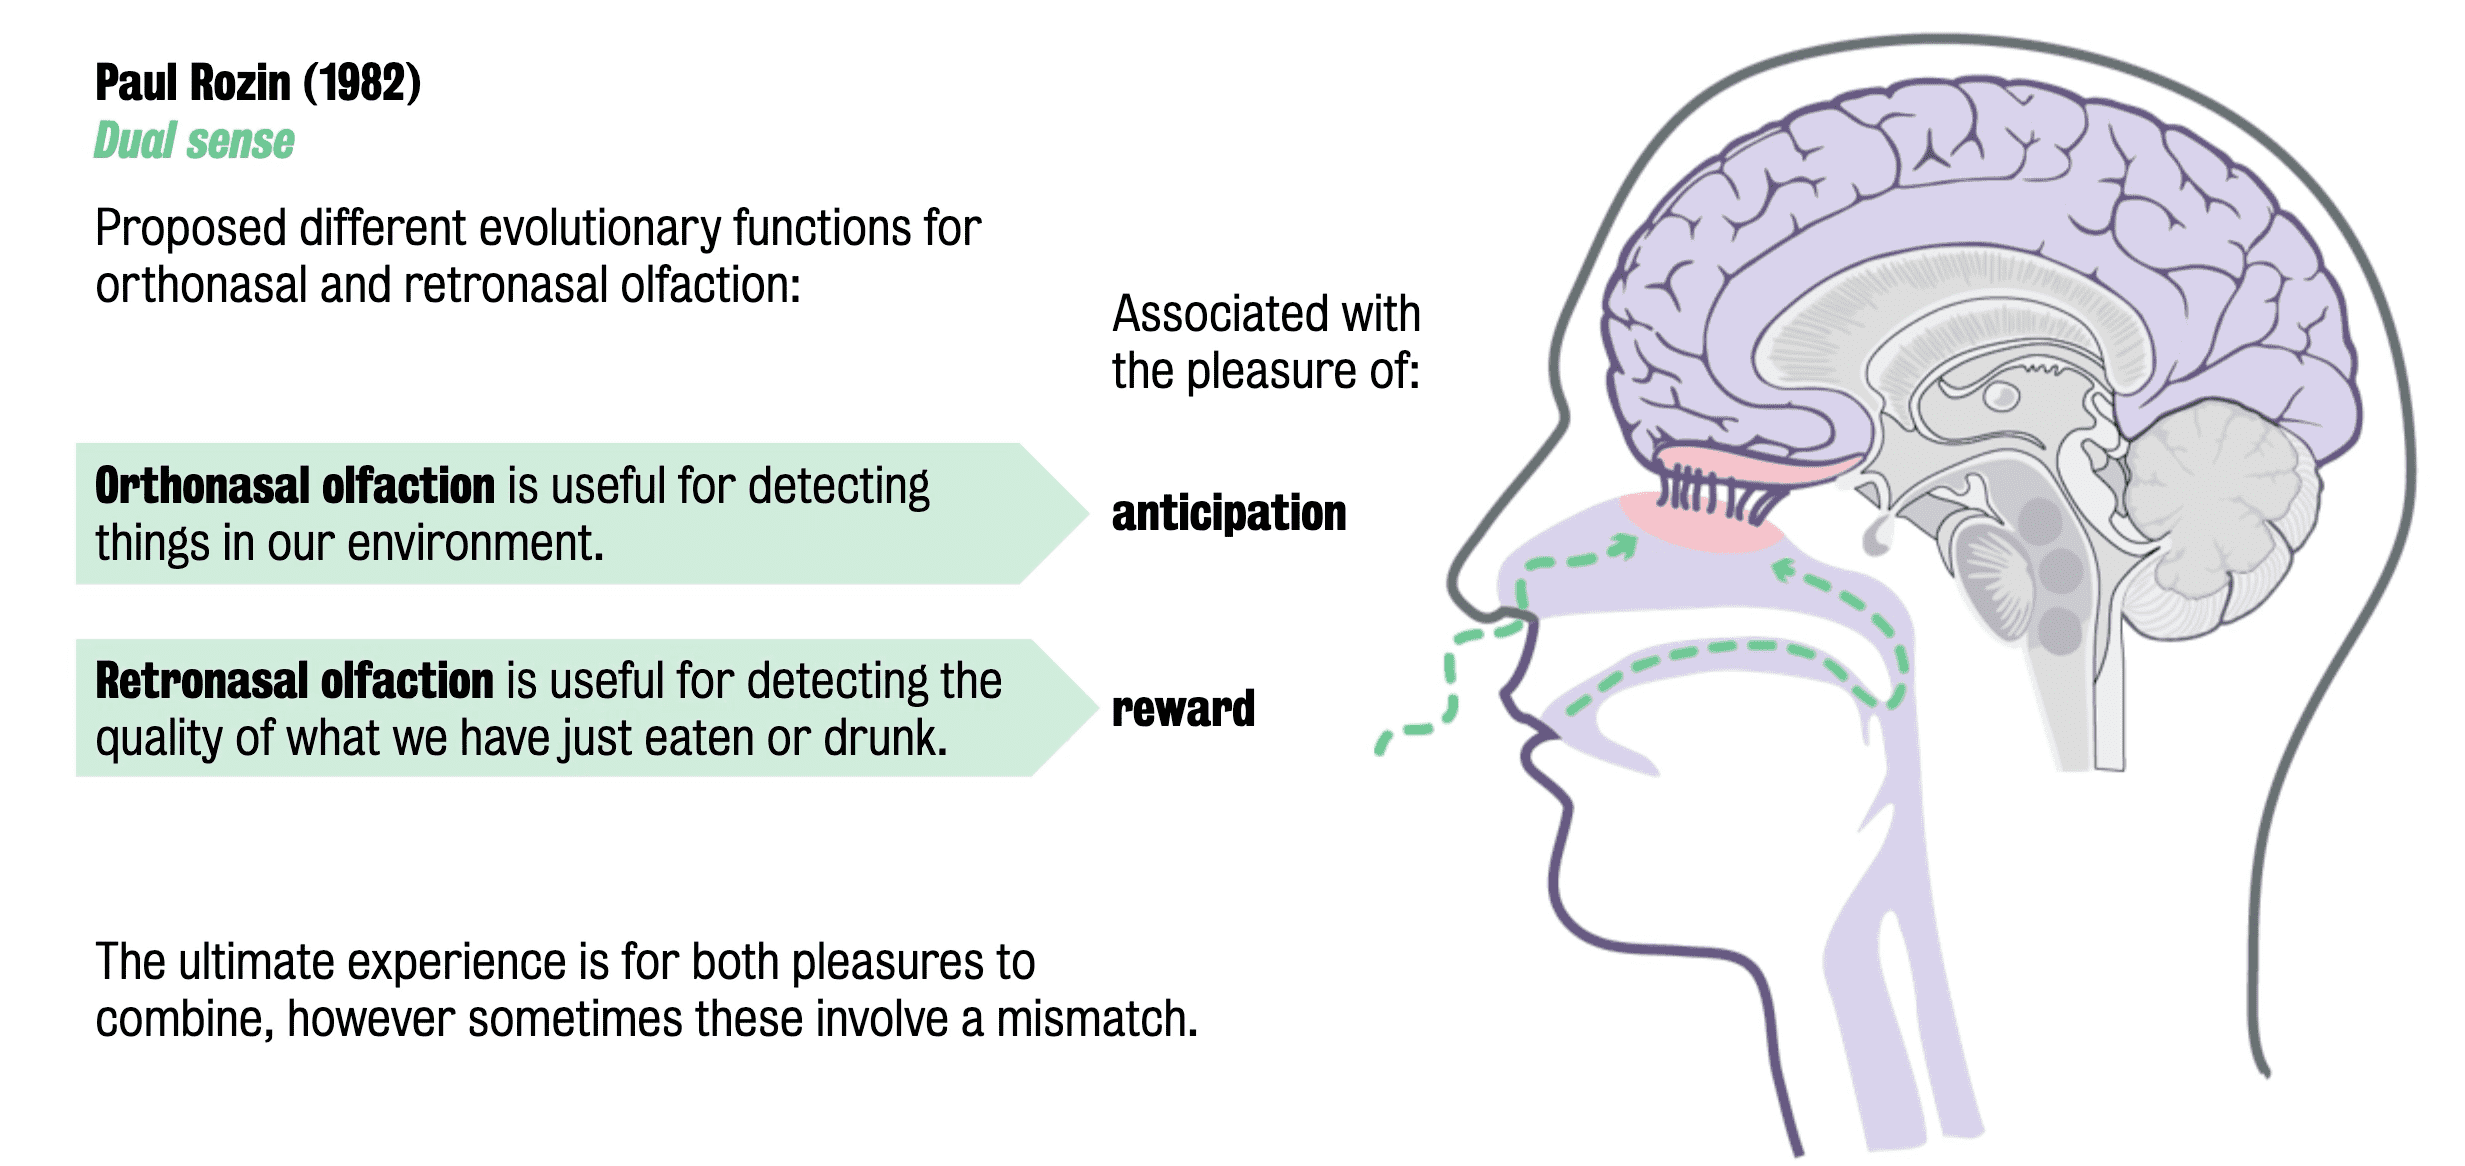 Paul Rozin (1982)
Dual sense
Proposed different evolutionary functions for
orthonasal and retronasal olfaction:
Associated with
the pleasure of:
Orthonasal olfaction is useful for detecting
things in our environment.
anticipation
Retronasal olfaction is useful for detecting the
quality of what we have just eaten or drunk.
reward
The ultimate experience is for both pleasures to
combine, however sometimes these involve a mismatch.